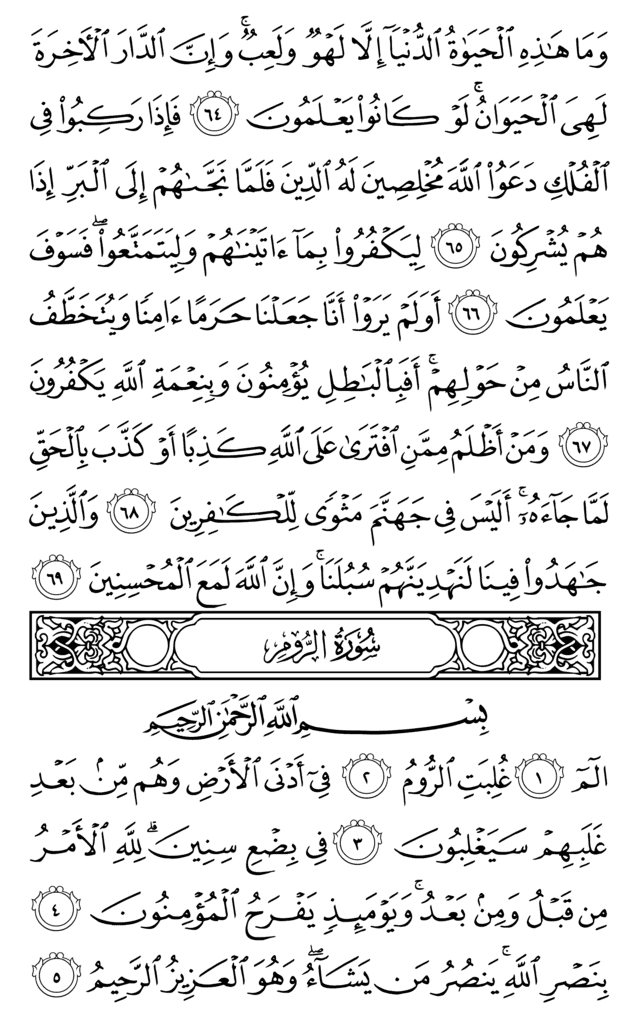 وَمَا هَٰذِهِ ٱلْحَيَوٰةُ ٱلدُّنْيَآ إِلَّا لَهْوٌ وَلَعِبٌ ۚ وَإِنَّ ٱلدَّارَ ٱلْءَاخِرَةَ
لَهِىَ ٱلْحَيَوَانُ ۚ لَوْ كَانُوا۟ يَعْلَمُونَ ٦٤ فَإِذَا رَكِبُوا۟ فِى
ٱلْفُلْكِ دَعَوُا۟ ٱللَّهَ مُخْلِصِينَ لَهُ ٱلدِّينَ فَلَمَّا نَجَّىٰهُمْ إِلَى ٱلْبَرِّ إِذَا
هُمْ يُشْرِكُونَ ٦٥ لِيَكْفُرُوا۟ بِمَآ ءَاتَيْنَٰهُمْ وَلِيَتَمَتَّعُوا۟ ۖ فَسَوْفَ
يَعْلَمُونَ ٦٦ أَوَلَمْ يَرَوْا۟ أَنَّا جَعَلْنَا حَرَمًا ءَامِنًا وَيُتَخَطَّفُ
ٱلنَّاسُ مِنْ حَوْلِهِمْ ۚ أَفَبِٱلْبَٰطِلِ يُؤْمِنُونَ وَبِنِعْمَةِ ٱللَّهِ يَكْفُرُونَ
٦٧ وَمَنْ أَظْلَمُ مِمَّنِ ٱفْتَرَىٰ عَلَى ٱللَّهِ كَذِبًا أَوْ كَذَّبَ بِٱلْحَقِّ
لَمَّا جَآءَهُۥٓ ۚ أَلَيْسَ فِى جَهَنَّمَ مَثْوًى لِّلْكَٰفِرِينَ ٦٨ وَٱلَّذِينَ
جَٰهَدُوا۟ فِينَا لَنَهْدِيَنَّهُمْ سُبُلَنَا ۚ وَإِنَّ ٱللَّهَ لَمَعَ ٱلْمُحْسِنِينَ ٦٩
سُورَةُ الرُّومِ
بِسْمِ ٱللَّهِ ٱلرَّحْمَٰنِ ٱلرَّحِيمِ
الٓمٓ ١ غُلِبَتِ ٱلرُّومُ ٢ فِىٓ أَدْنَى ٱلْأَرْضِ وَهُم مِّنۢ بَعْدِ
غَلَبِهِمْ سَيَغْلِبُونَ ٣ فِى بِضْعِ سِنِينَ ۗ لِلَّهِ ٱلْأَمْرُ
مِن قَبْلُ وَمِنۢ بَعْدُ ۚ وَيَوْمَئِذٍ يَفْرَحُ ٱلْمُؤْمِنُونَ ٤
بِنَصْرِ ٱللَّهِ ۚ يَنصُرُ مَن يَشَآءُ ۖ وَهُوَ ٱلْعَزِيزُ ٱلرَّحِيمُ ٥